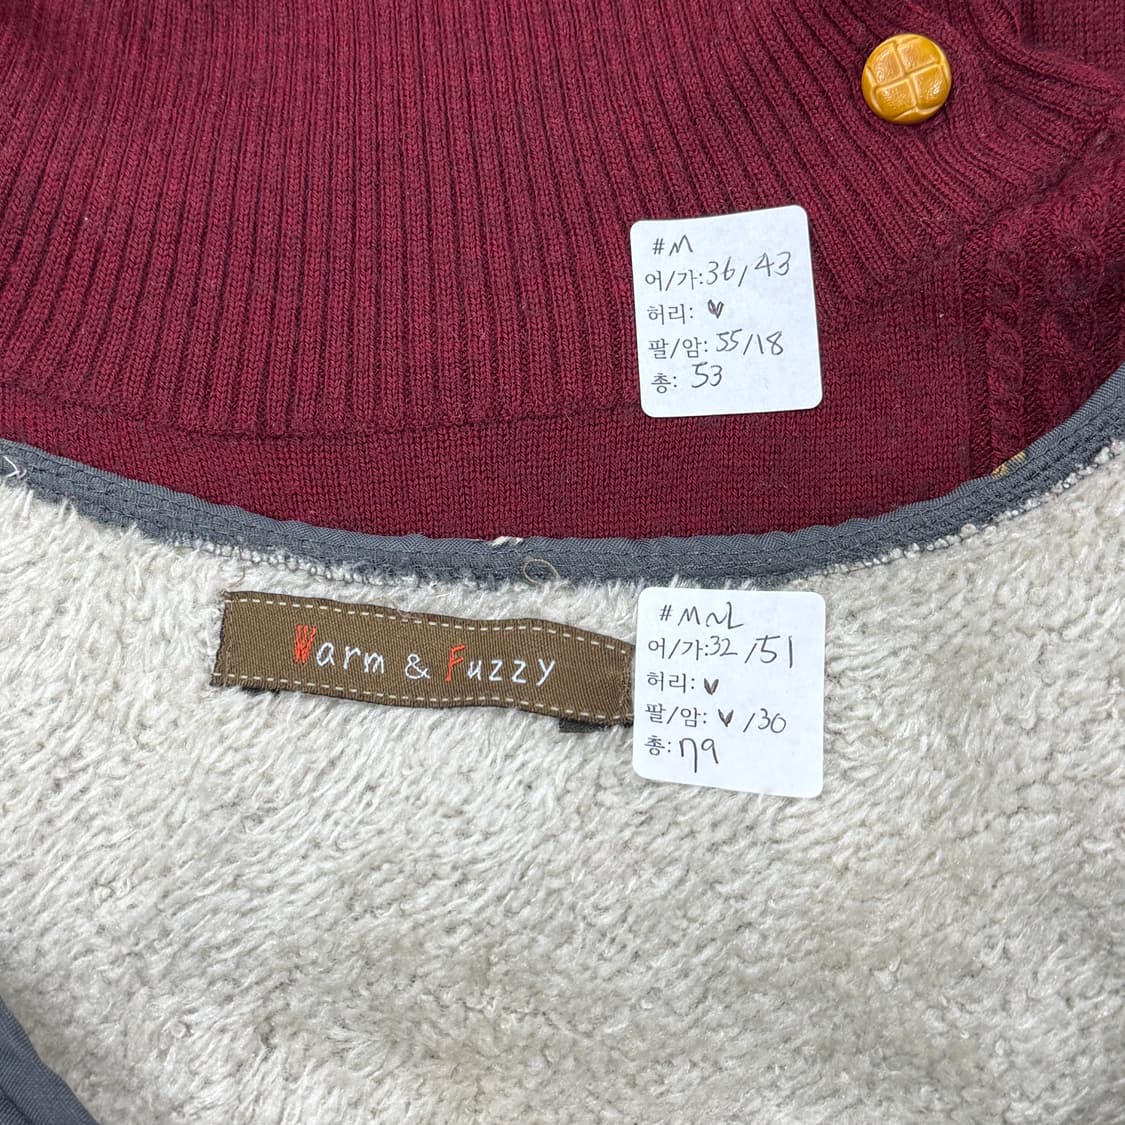 #M
어/가:36/43
허리: ♥
팔/암: 55/18
총: 53
Warm & Fuzzy
#M~L
어/가:32/51
허리: ♥
팔/암: ♥/30
총: 79